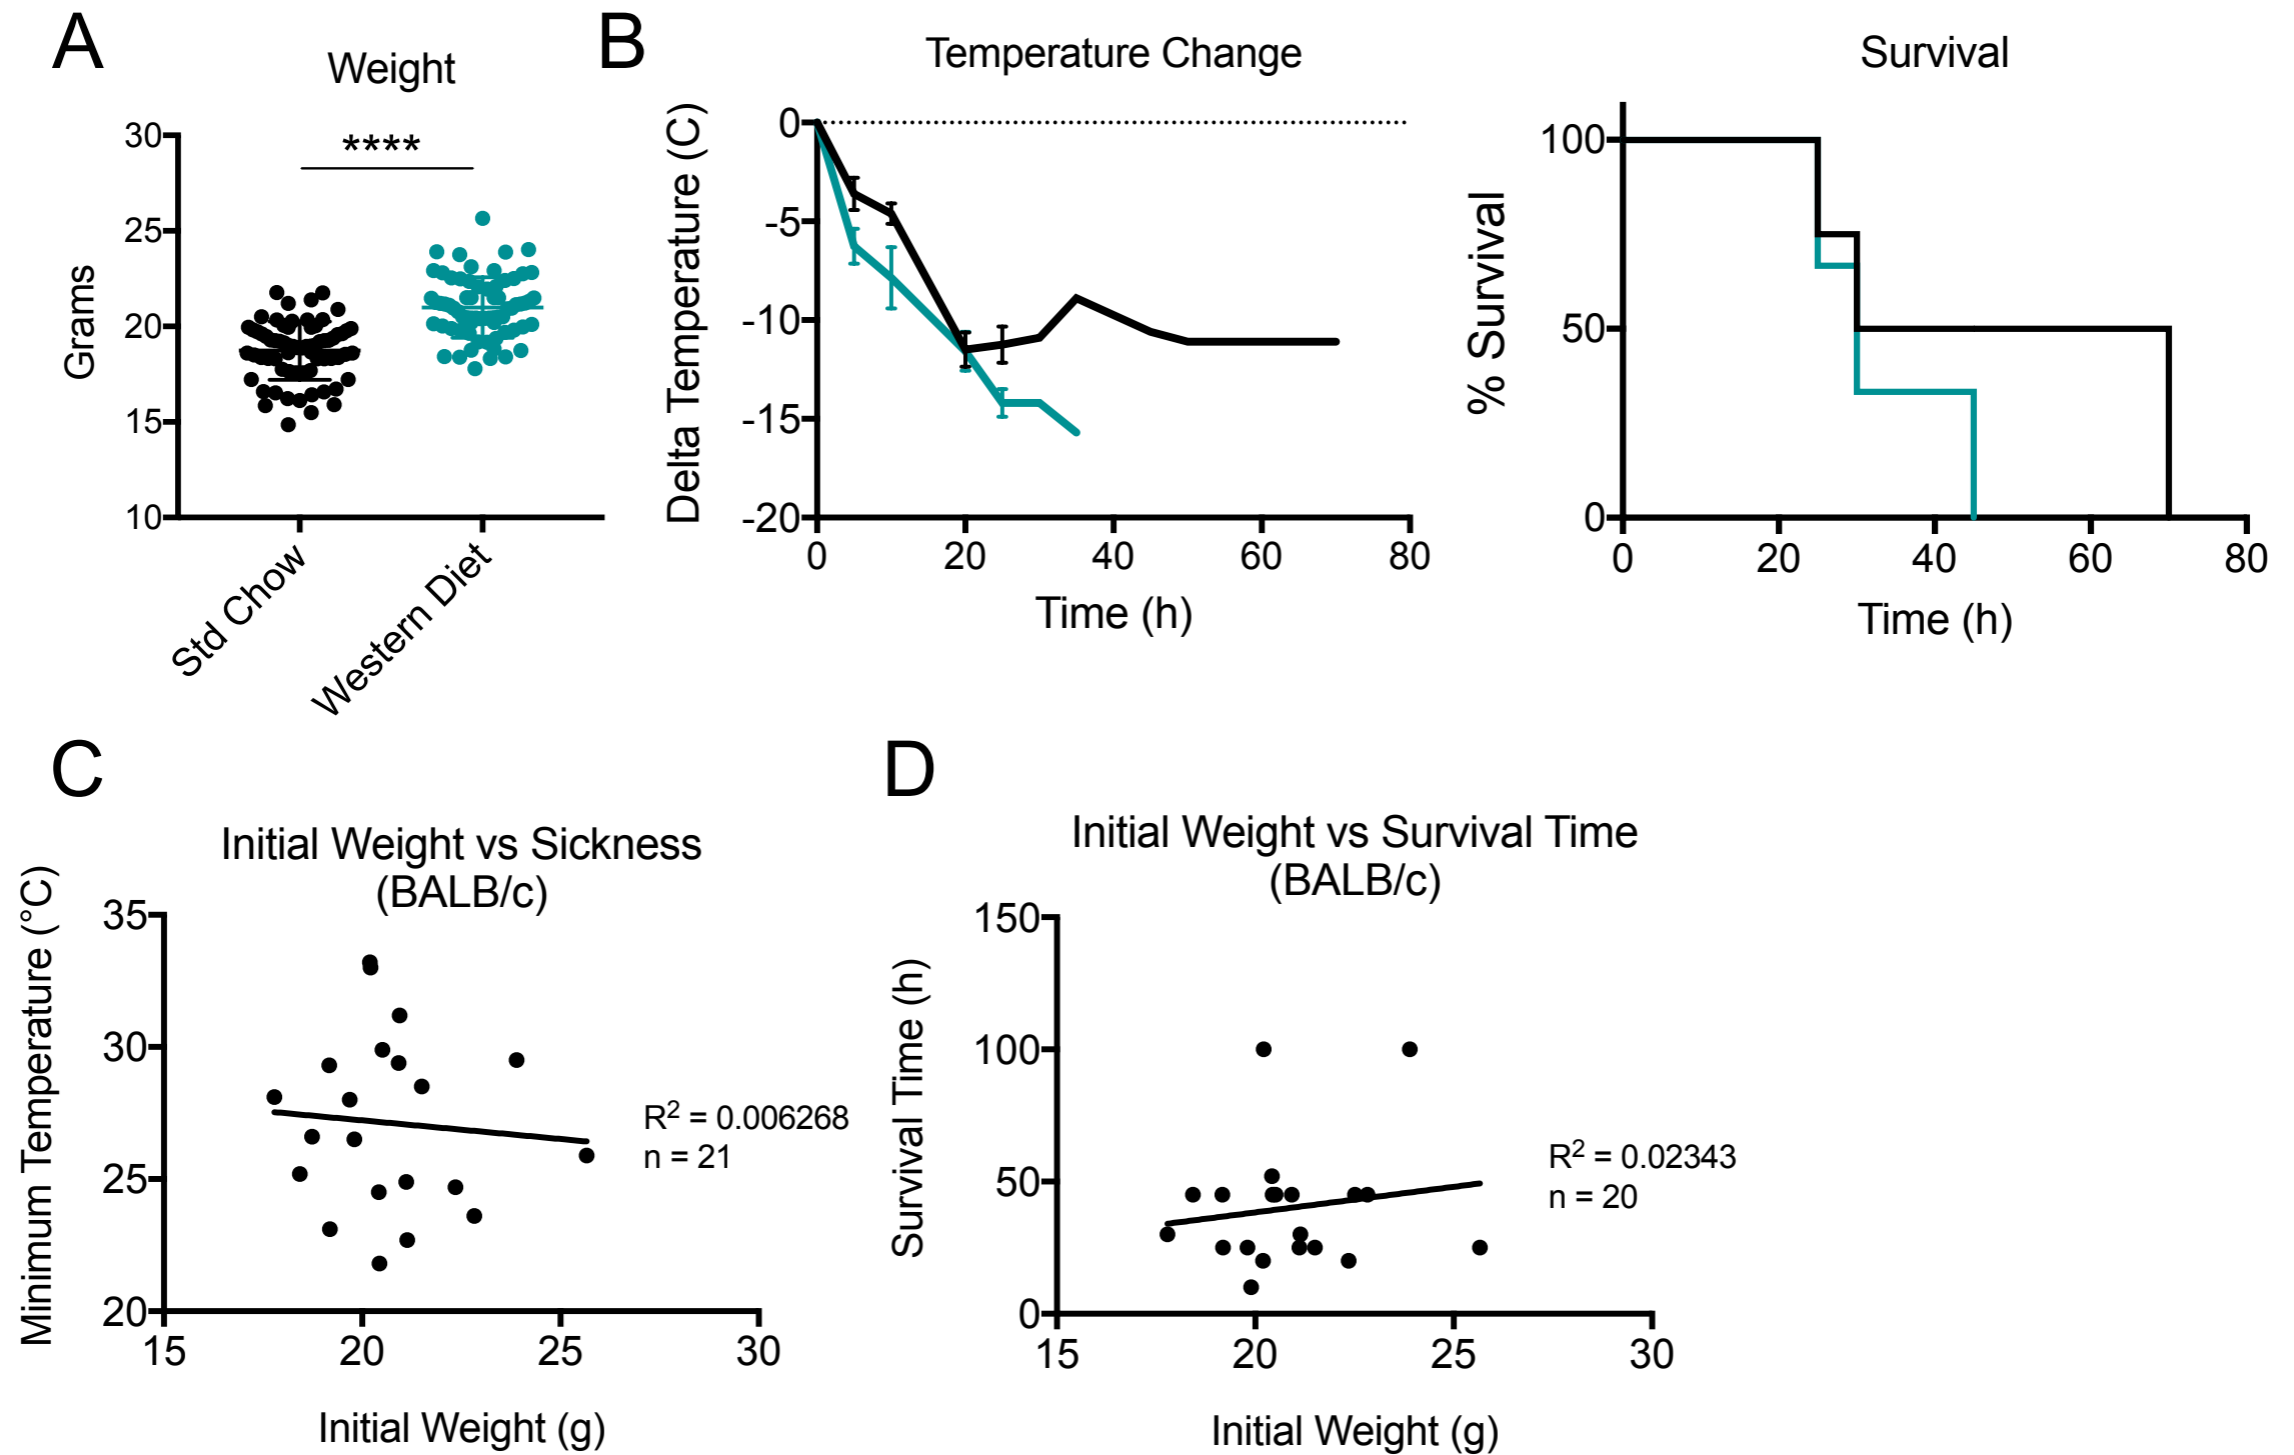 A
Weight
****
30
25
20
15
10
Grams
Std Chow
Western Diet
B
Temperature Change
0
-5
-10
-15
-20
Delta Temperature (C)
0 20 40 60 80
Time (h)
Survival
100
50
0
% Survival
0 20 40 60 80
Time (h)
C
Initial Weight vs Sickness
(BALB/c)
35
30
25
20
Minimum Temperature (°C)
R² = 0.006268
n = 21
15 20 25 30
Initial Weight (g)
D
Initial Weight vs Survival Time
(BALB/c)
150
100
50
0
Survival Time (h)
R² = 0.02343
n = 20
15 20 25 30
Initial Weight (g)